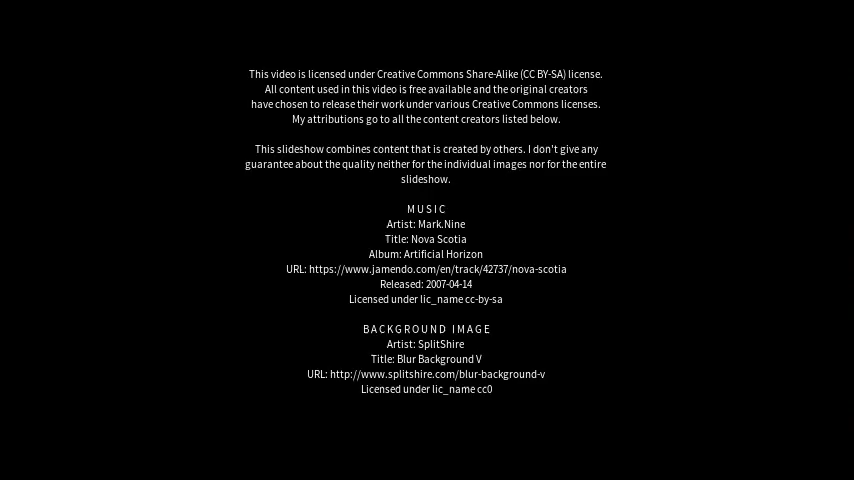 This video is licensed under Creative Commons Share-Alike (CC BY-SA) license.
All content used in this video is free available and the original creators
have chosen to release their work under various Creative Commons licenses.
My attributions go to all the content creators listed below.
This slideshow combines content that is created by others. I don't give any
guarantee about the quality neither for the individual images nor for the entire
slideshow.
MUSIC
Artist: Mark.Nine
Title: Nova Scotia
Album: Artificial Horizon
URL: https://www.jamendo.com/en/track/42737/nova-scotia
Released: 2007-04-14
Licensed under lic_name cc-by-sa
BACKGROUND IMAGE
Artist: SplitShire
Title: Blur Background V
URL: http://www.splitshire.com/blur-background-v
Licensed under lic_name cc0